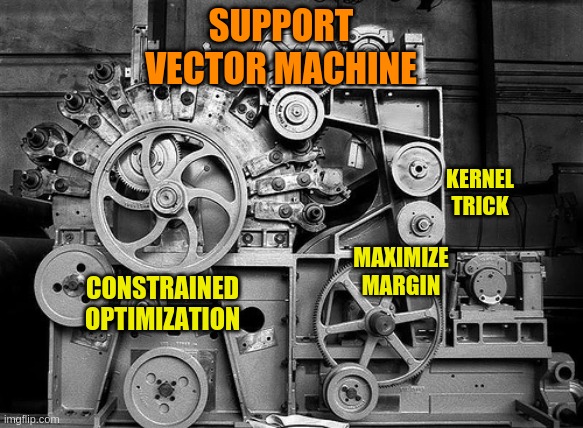 SUPPORT
VECTOR MACHINE
KERNEL
TRICK
MAXIMIZE
MARGIN
CONSTRAINED
OPTIMIZATION
imgflip.com